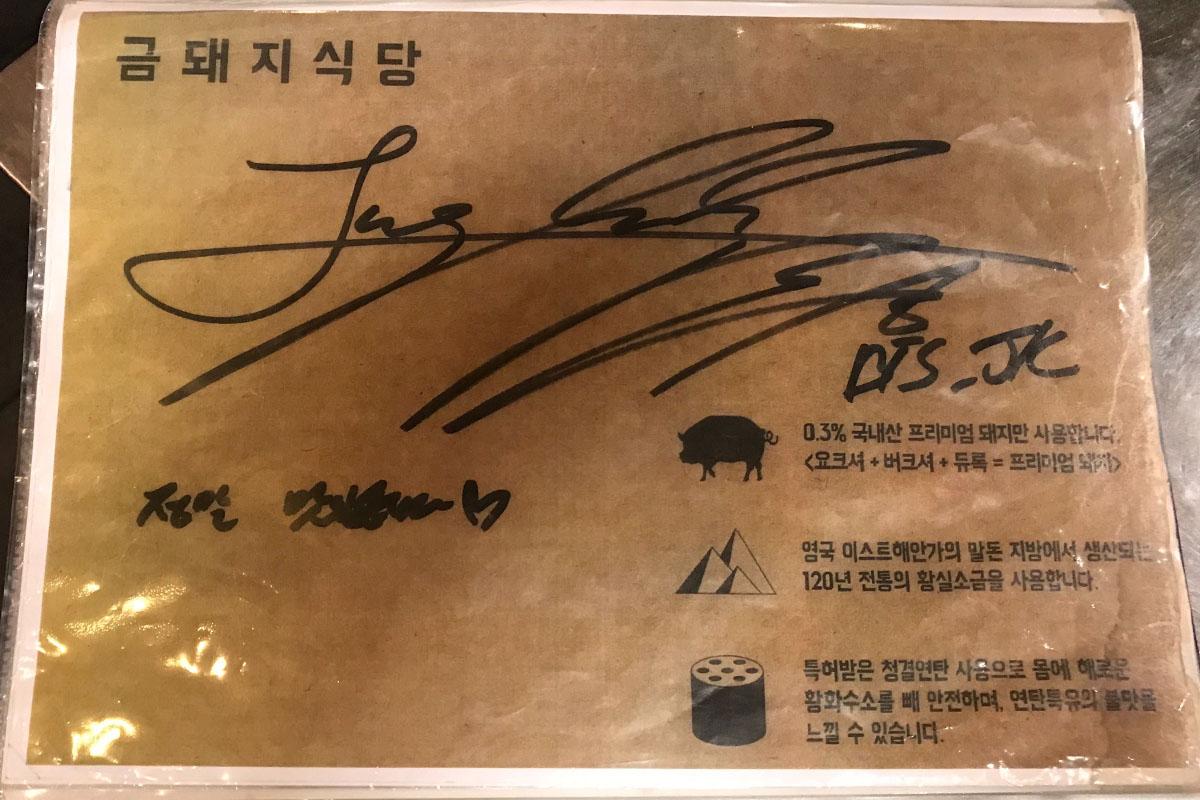 금돼지식당
BTS_JK
0.3% 국내산 프리미엄 돼지만 사용합니다.
<요크셔 + 버크셔 + 듀록 = 프리미엄 돼지>
정말
영국 이스트해안가의 말돈 지방에서 생산되는
120년 전통의 황실소금을 사용합니다.
특허받은 청결연탄 사용으로 몸에 해로운
황화수소를 빼 안전하며, 연탄특유의 불맛을
느낄 수 있습니다.